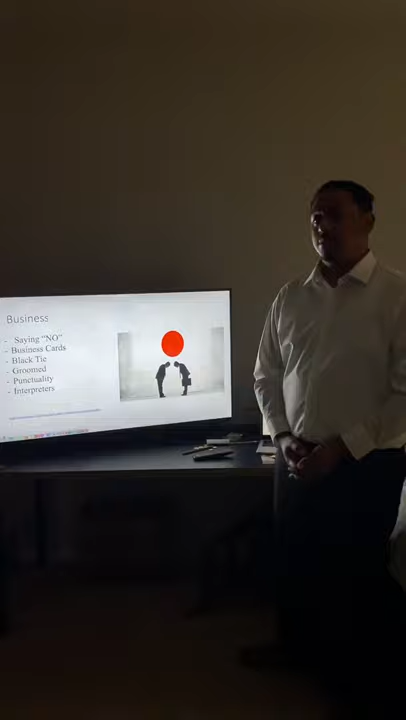 Business
- Saying "NO"
- Business Cards
- Black Tie
- Groomed
- Punctuality
- Interpreters